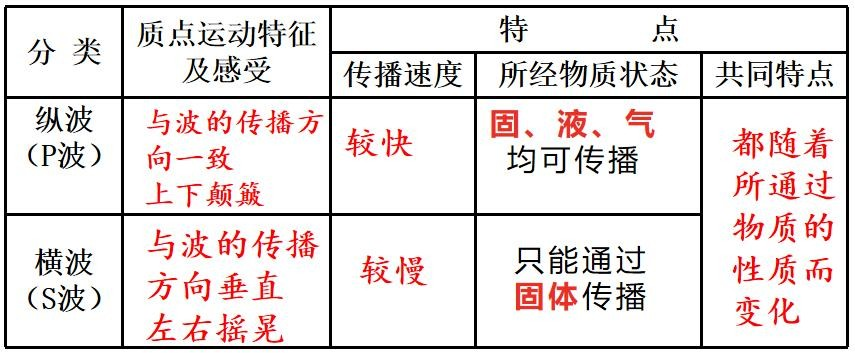 分 类
质点运动特征
及感受
特 点
传播速度
所经物质状态
共同特点
纵波
（P波）
与波的传播方
向一致
上下颠簸
较快
固、液、气
均可传播
都随着
所通过
物质的
性质而
变化
横波
（S波）
与波的传播
方向垂直
左右摇晃
较慢
只能通过
固体传播